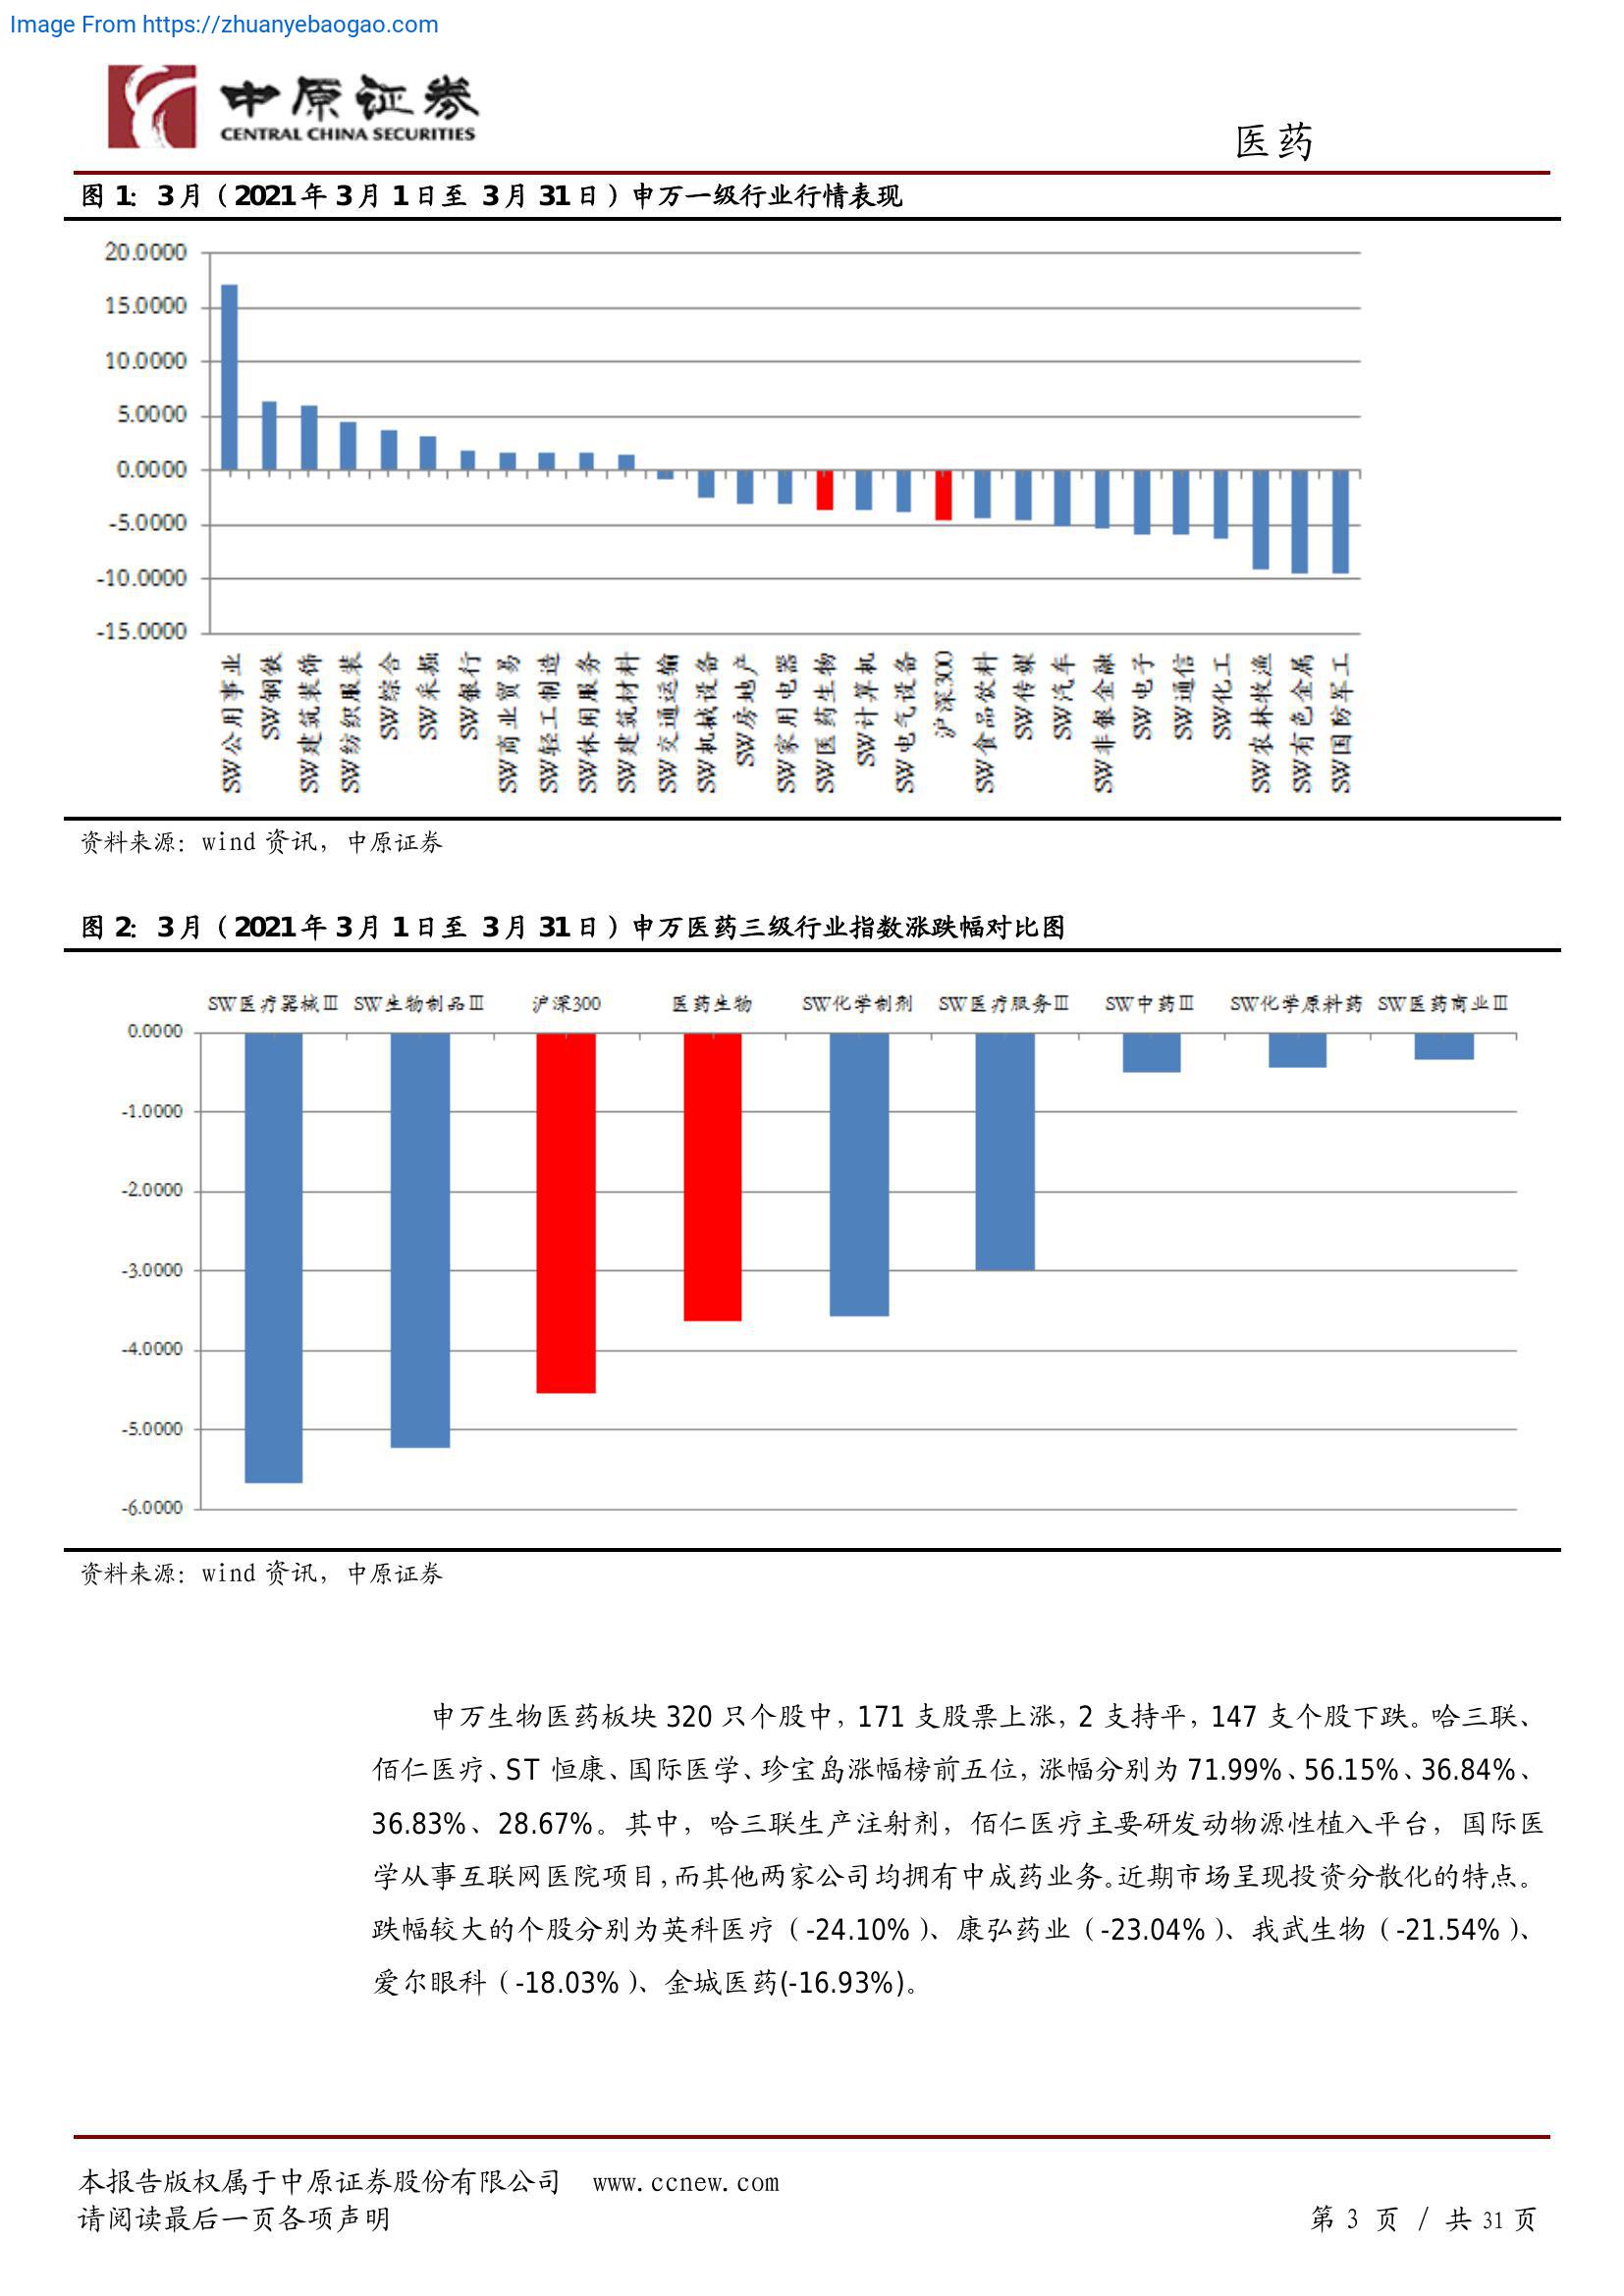 Image From https://zhuanyebaogao.com
中原证券
CENTRAL CHINA SECURITIES
医药
图 1: 3 月（2021 年 3 月 1 日至 3 月 31 日）申万一级行业行情表现
20.0000
15.0000
10.0000
5.0000
0.0000
-5.0000
-10.0000
-15.0000
SW公用事业
SW钢铁
SW建筑装饰
SW纺织服装
SW综合
SW采掘
SW银行
SW商业贸易
SW轻工制造
SW休闲服务
SW建筑材料
SW交通运输
SW机械设备
SW房地产
SW家用电器
SW医药生物
SW计算机
SW电气设备
沪深300
SW食品饮料
SW传媒
SW汽车
SW非银金融
SW电子
SW通信
SW化工
SW农林牧渔
SW有色金属
SW国防军工
资料来源：wind 资讯，中原证券
图 2: 3 月（2021 年 3 月 1 日至 3 月 31 日）申万医药三级行业指数涨跌幅对比图
SW医疗器械Ⅲ SW生物制品Ⅲ 沪深300 医药生物 SW化学制剂 SW医疗服务Ⅲ SW中药Ⅲ SW化学原料药 SW医药商业Ⅲ
0.0000
-1.0000
-2.0000
-3.0000
-4.0000
-5.0000
-6.0000
资料来源：wind 资讯，中原证券
申万生物医药板块 320 只个股中，171 支股票上涨，2 支持平，147 支个股下跌。哈三联、
佰仁医疗、ST 恒康、国际医学、珍宝岛涨幅榜前五位，涨幅分别为 71.99%、56.15%、36.84%、
36.83%、28.67%。其中，哈三联生产注射剂，佰仁医疗主要研发动物源性植入平台，国际医
学从事互联网医院项目，而其他两家公司均拥有中成药业务。近期市场呈现投资分散化的特点。
跌幅较大的个股分别为英科医疗（-24.10%）、康弘药业（-23.04%）、我武生物（-21.54%）、
爱尔眼科（-18.03%）、金城医药(-16.93%)。
本报告版权属于中原证券股份有限公司 www.ccnew.com
请阅读最后一页各项声明
第 3 页 / 共 31 页